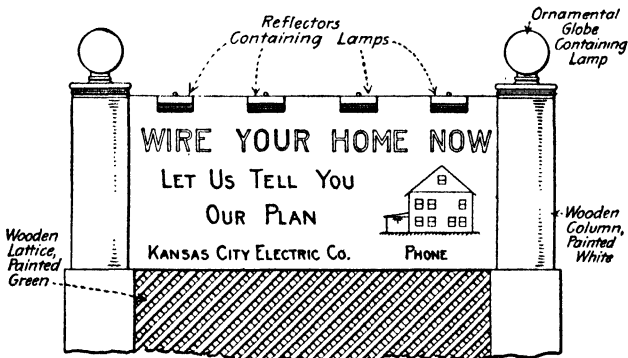 Reflectors
Containing Lamps
Ornamental
Globe
Containing
Lamp
WIRE YOUR HOME NOW
LET US TELL YOU
OUR PLAN
KANSAS CITY ELECTRIC CO. PHONE
Wooden
Lattice,
Painted
Green
Wooden
Column,
Painted
White